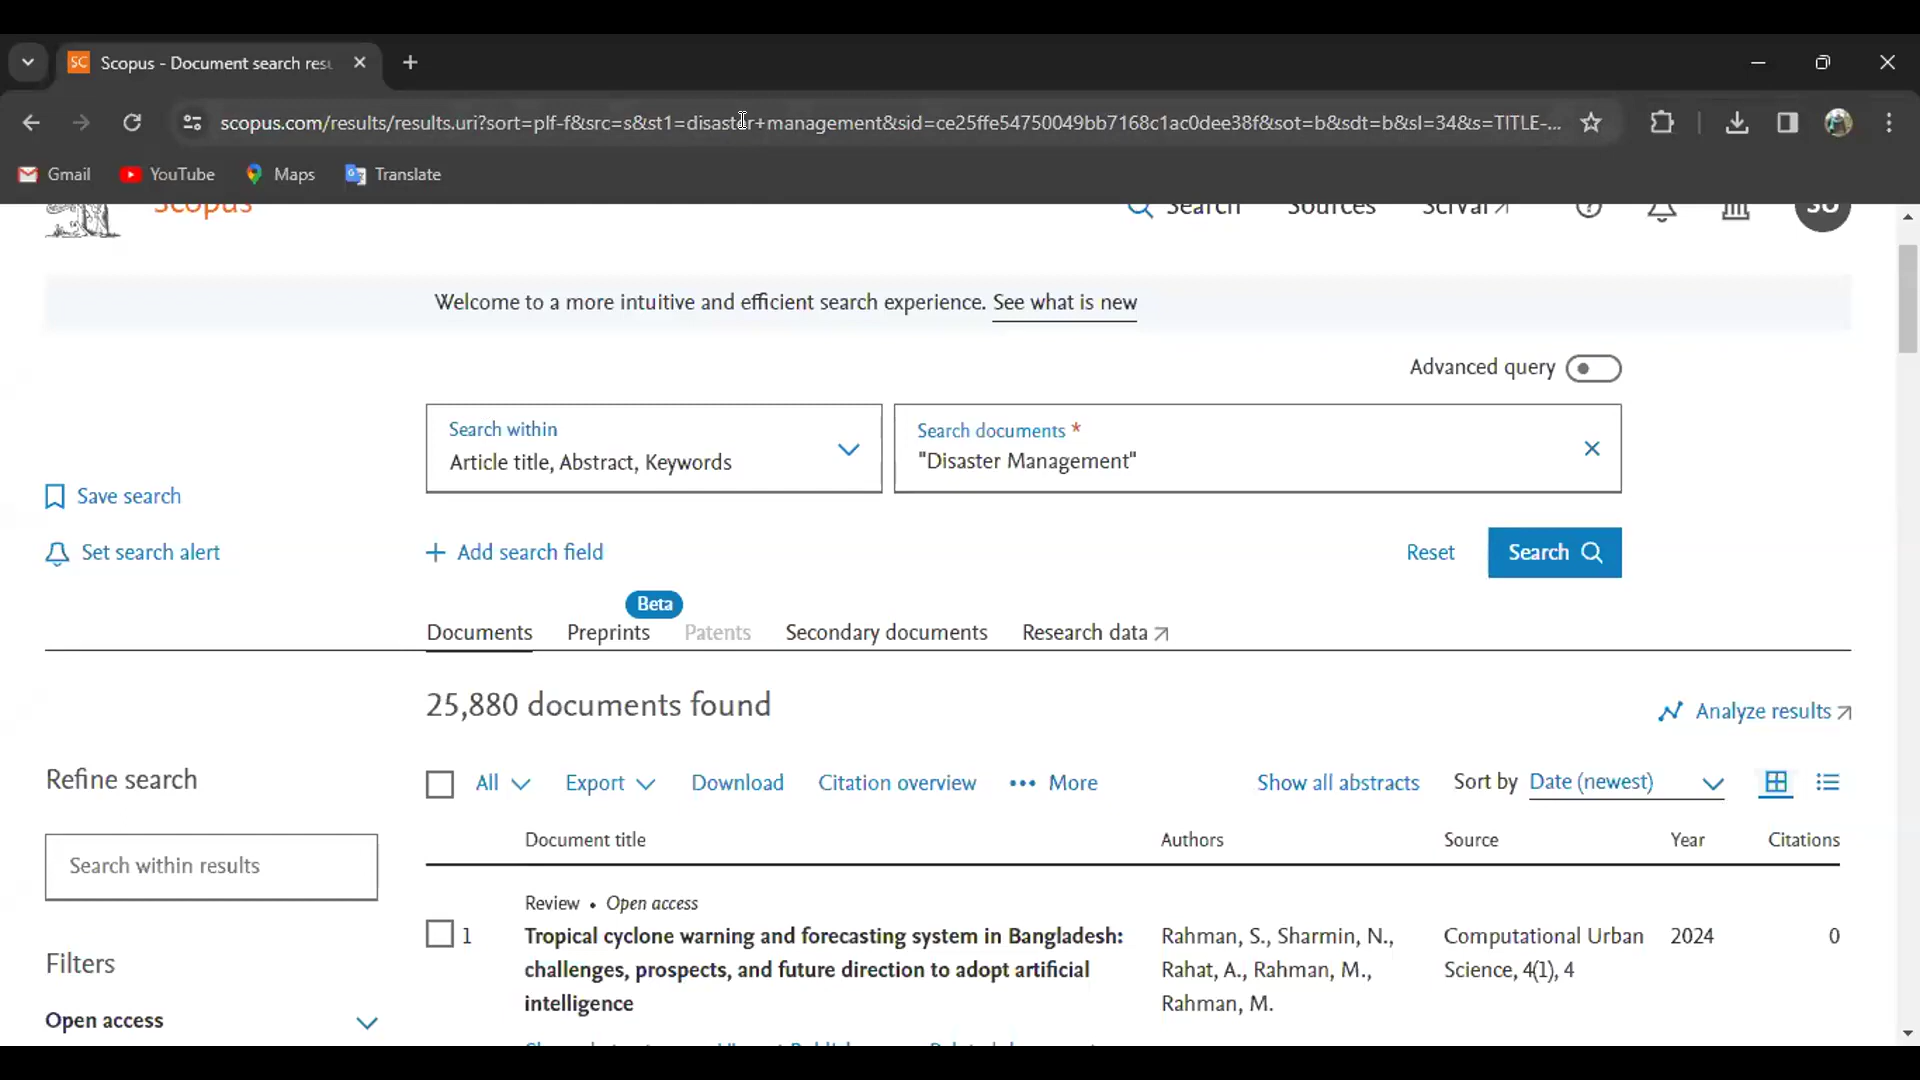 SC Scopus - Document search resu
scopus.com/results/results.uri?sort=plf-f&src=s&st1=disaster+management&sid=ce25ffe54750049bb7168c1ac0dee38f&sot=b&sdt=b&sl=34&s=TITLE-...
Gmail YouTube Maps Translate
Scopus Search Sources SciVal SU
Welcome to a more intuitive and efficient search experience. See what is new
Advanced query
Search within
Article title, Abstract, Keywords
Search documents *
"Disaster Management"
Save search
Set search alert
Add search field
Reset
Search
Beta
Documents Preprints Patents Secondary documents Research data
25,880 documents found
Analyze results
Refine search
All Export Download Citation overview ••• More Show all abstracts Sort by Date (newest)
Search within results
Document title Authors Source Year Citations
Filters
Open access
Review • Open access
1 Tropical cyclone warning and forecasting system in Bangladesh: Rahman, S., Sharmin, N., Computational Urban 2024 0
challenges, prospects, and future direction to adopt artificial Rahat, A., Rahman, M., Science, 4(1), 4
intelligence Rahman, M.